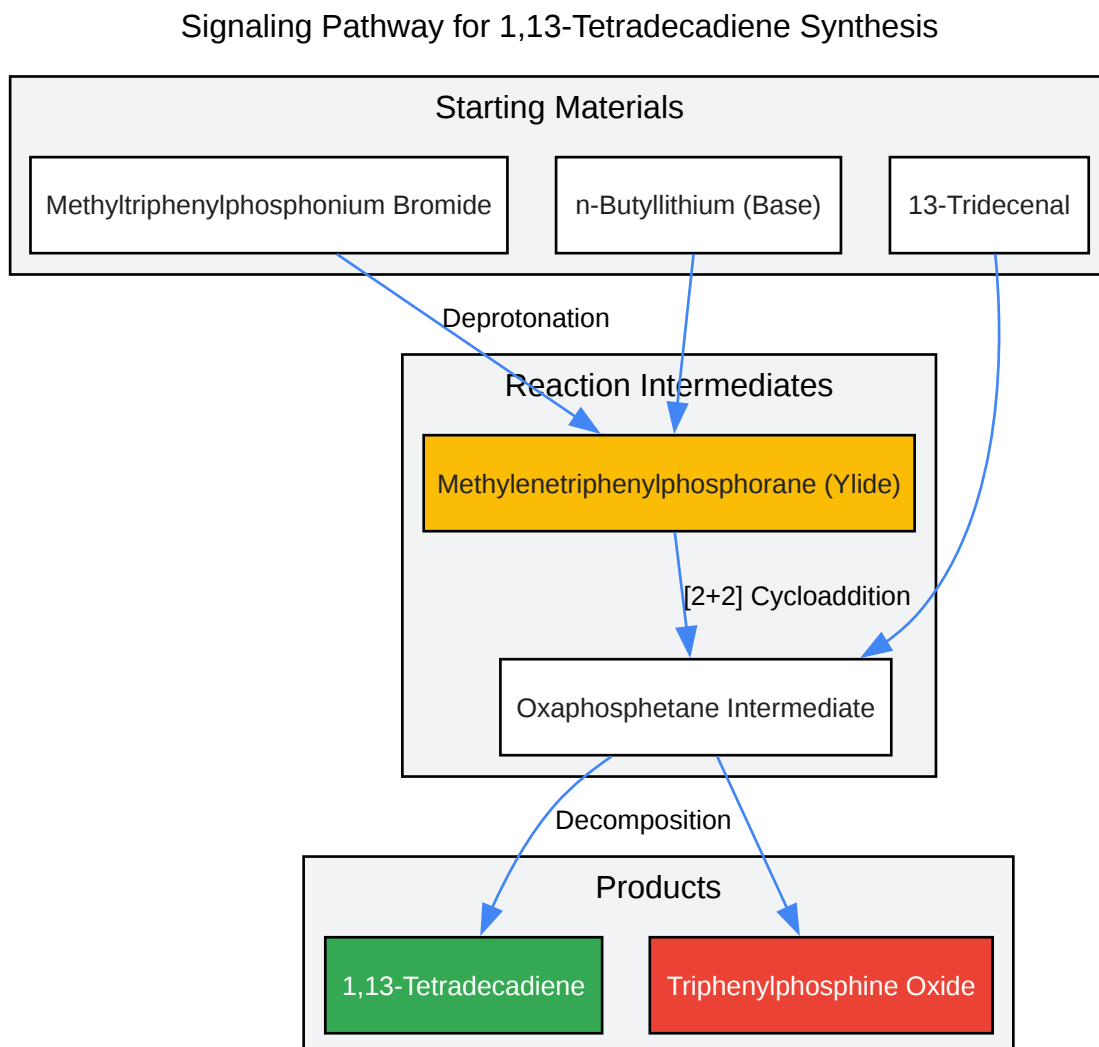 Signaling Pathway for 1,13-Tetradecadiene Synthesis
Starting Materials
Methyltriphenylphosphonium Bromide
n-Butyllithium (Base)
13-Tridecenal
Deprotonation
Reaction Intermediates
Methylenetriphenylphosphorane (Ylide)
[2+2] Cycloaddition
Oxaphosphetane Intermediate
Decomposition
Products
1,13-Tetradecadiene
Triphenylphosphine Oxide